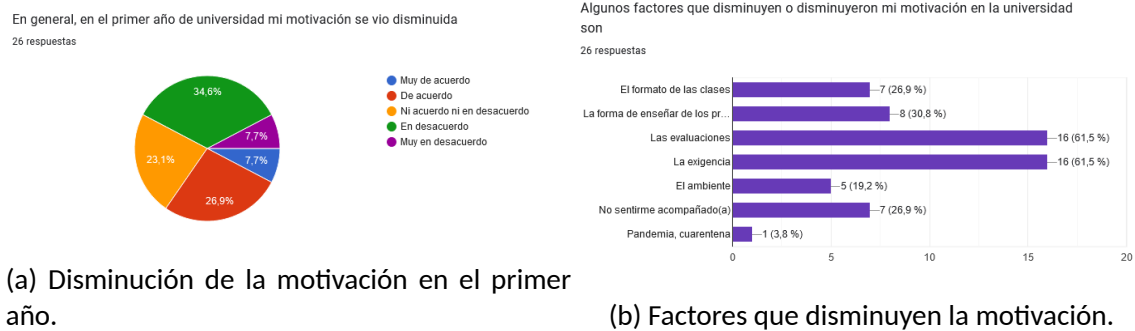 En general, en el primer año de universidad mi motivación se vio disminuida
26 respuestas
34,6%
7,7%
7,7%
26,9%
23,1%
Muy de acuerdo
De acuerdo
Ni acuerdo ni en desacuerdo
En desacuerdo
Muy en desacuerdo
(a) Disminución de la motivación en el primer
año.
Algunos factores que disminuyen o disminuyeron mi motivación en la universidad
son
26 respuestas
El formato de las clases 7 (26,9 %)
La forma de enseñar de los pr... 8 (30,8 %)
Las evaluaciones 16 (61,5 %)
La exigencia 16 (61,5 %)
El ambiente 5 (19,2 %)
No sentirme acompañado(a) 7 (26,9 %)
Pandemia, cuarentena 1 (3,8 %)
0 5 10 15 20
(b) Factores que disminuyen la motivación.